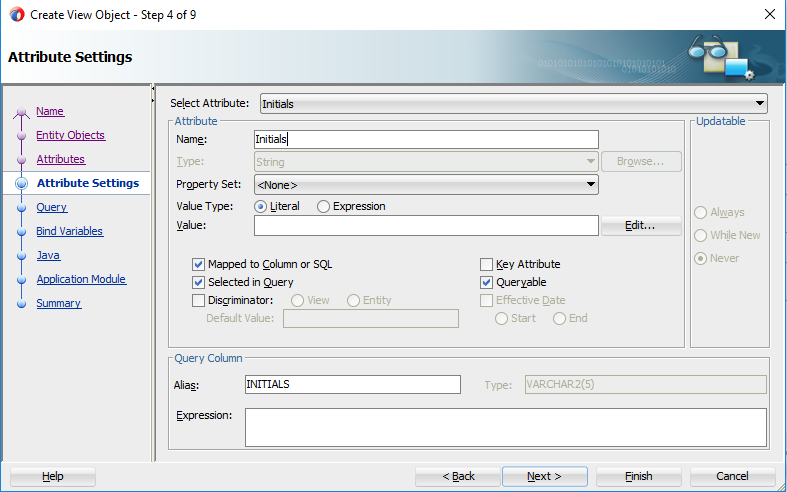 Create View Object - Step 4 of 9
Attribute Settings
Name
Entity Objects
Attributes
Attribute Settings
Query
Bind Variables
Java
Application Module
Summary
Select Attribute: Initials
Attribute
Name: Initials
Type: String Browse...
Property Set: <None>
Value Type: Literal Expression
Value: Edit...
Mapped to Column or SQL Key Attribute
Selected in Query Queryable
Discriminator: View Entity Effective Date
Default Value: Start End
Updatable
Always
While New
Never
Query Column
Alias: INITIALS Type: VARCHAR2(5)
Expression:
Help < Back Next > Finish Cancel